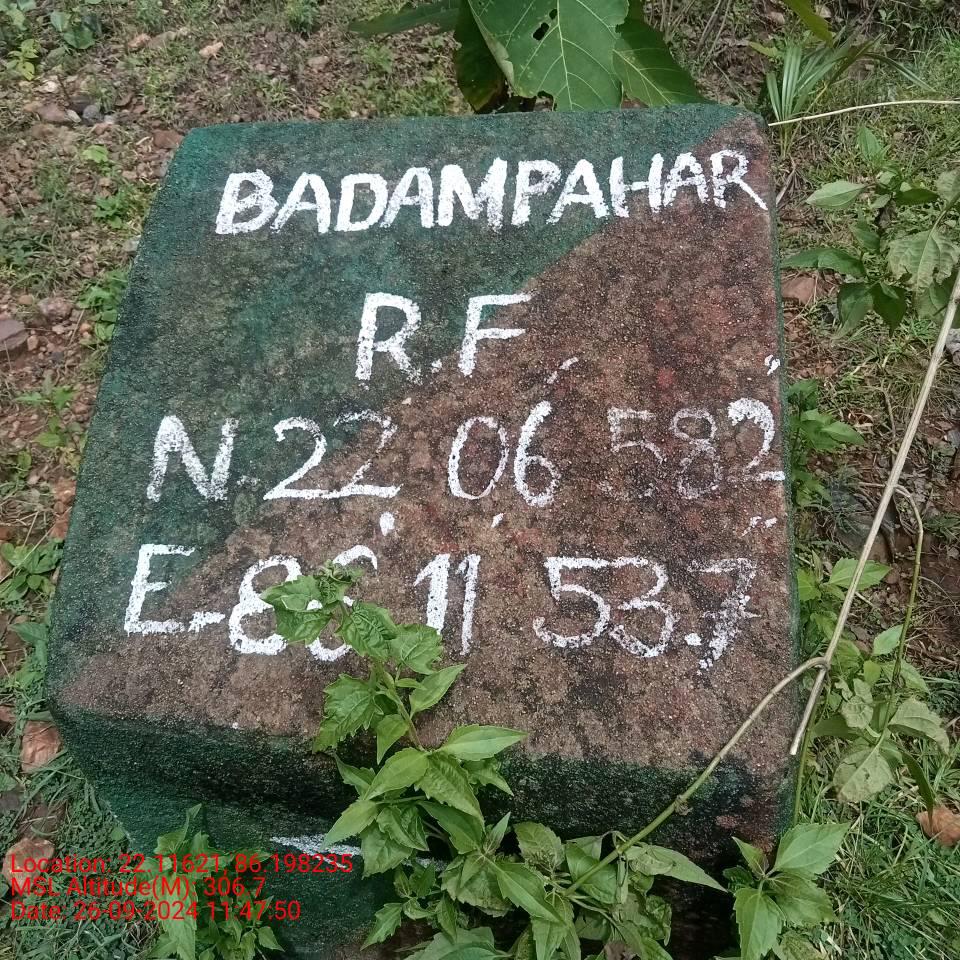 BADAMPAHAR
R.F
N.22 06' 582"
E-86' 11' 53.7"
Location: 22.11621, 86.198235
MSL Altitude(M): 306.7
Date: 26-09-2024 11:47:50